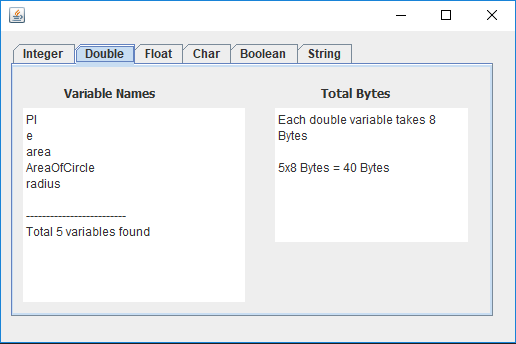 Integer Double Float Char Boolean String
Variable Names Total Bytes
PI
e
area
AreaOfCircle
radius
-------------------------
Total 5 variables found
Each double variable takes 8
Bytes
5x8 Bytes = 40 Bytes